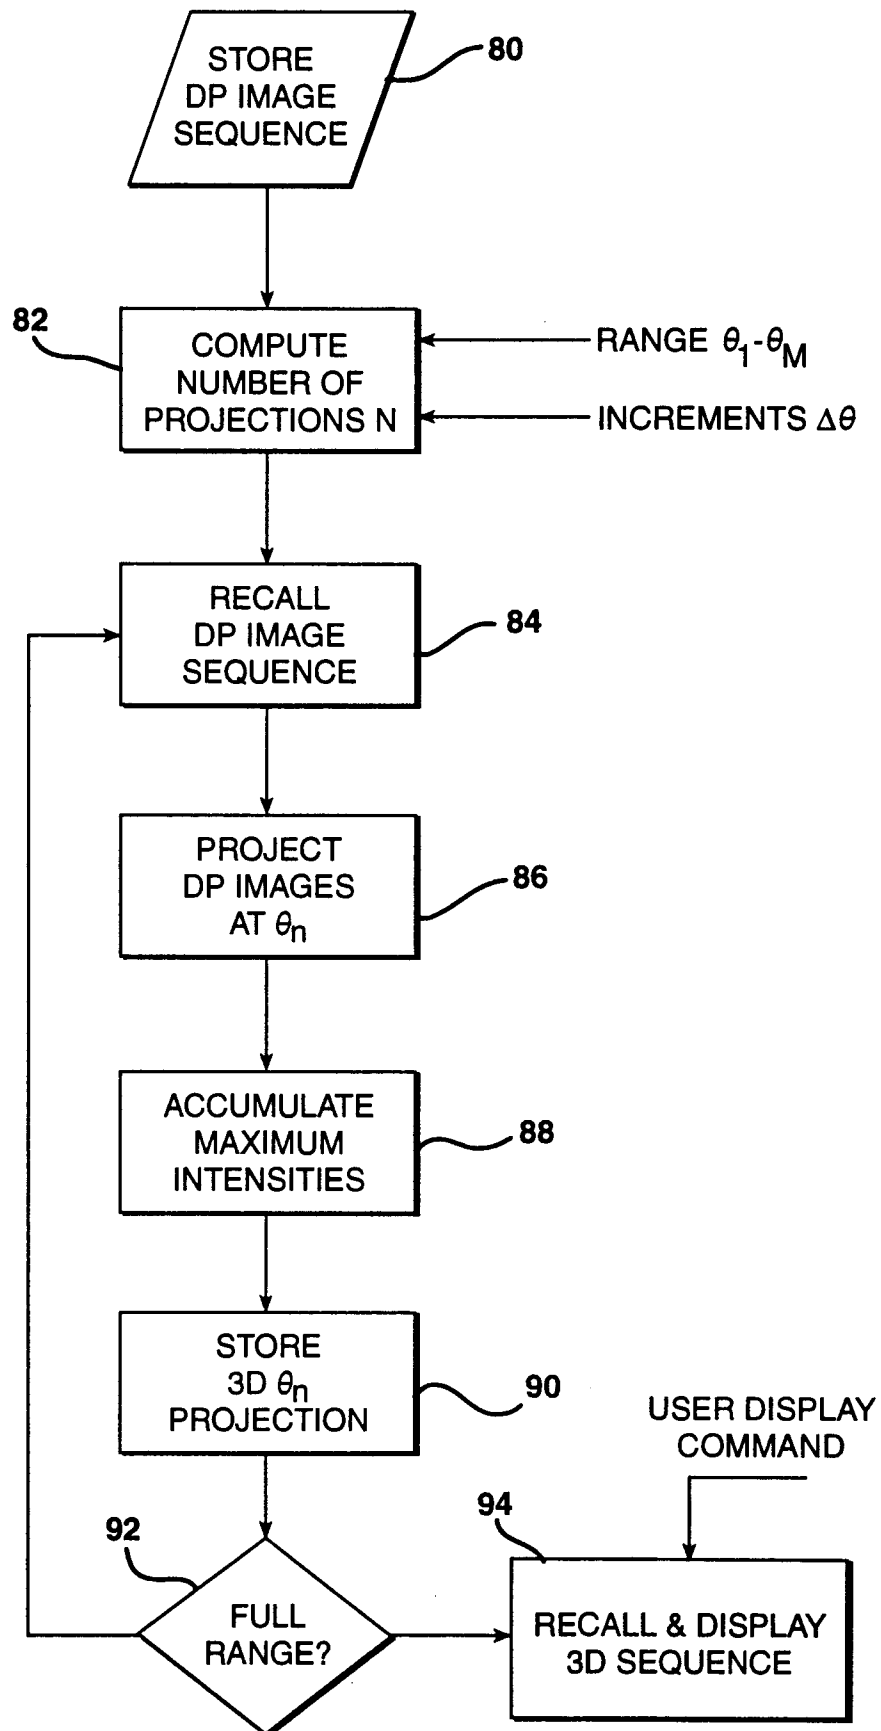 STORE
DP IMAGE
SEQUENCE
80
82
COMPUTE
NUMBER OF
PROJECTIONS N
RANGE θ1-θM
INCREMENTS Δθ
RECALL
DP IMAGE
SEQUENCE
84
PROJECT
DP IMAGES
AT θn
86
ACCUMULATE
MAXIMUM
INTENSITIES
88
STORE
3D θn
PROJECTION
90
USER DISPLAY
COMMAND
92
FULL
RANGE?
94
RECALL & DISPLAY
3D SEQUENCE